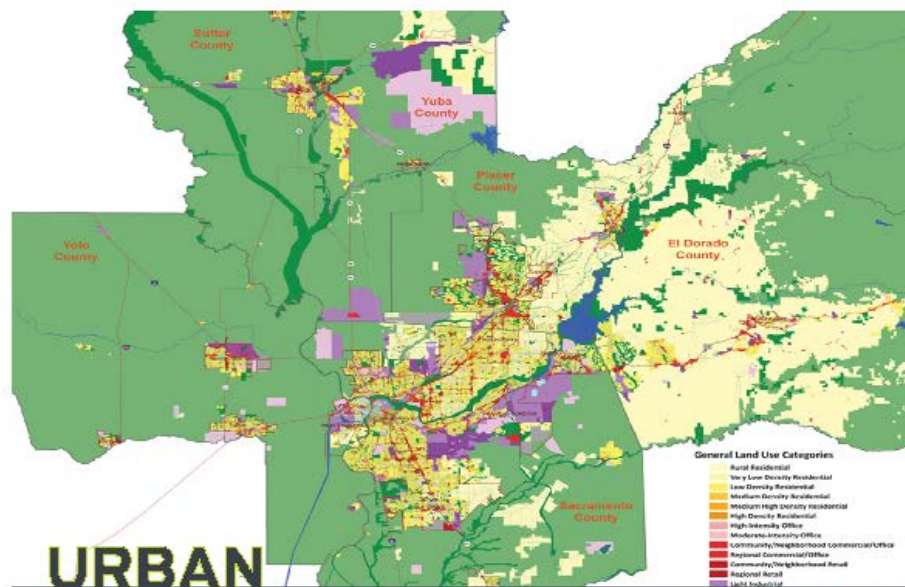 Sutter
County
Yuba
County
Placer
County
Yolo
County
El Dorado
County
Sacramento
County
General Land Use Categories
Rural Residential
Very Low Density Residential
Low Density Residential
Medium Density Residential
Medium High Density Residential
High Density Residential
High-Intensity Office
Moderate-Intensity Office
Community/Neighborhood Commercial/Office
Regional Commercial/Office
Community/Neighborhood Retail
Regional Retail
Light Industrial
URBAN